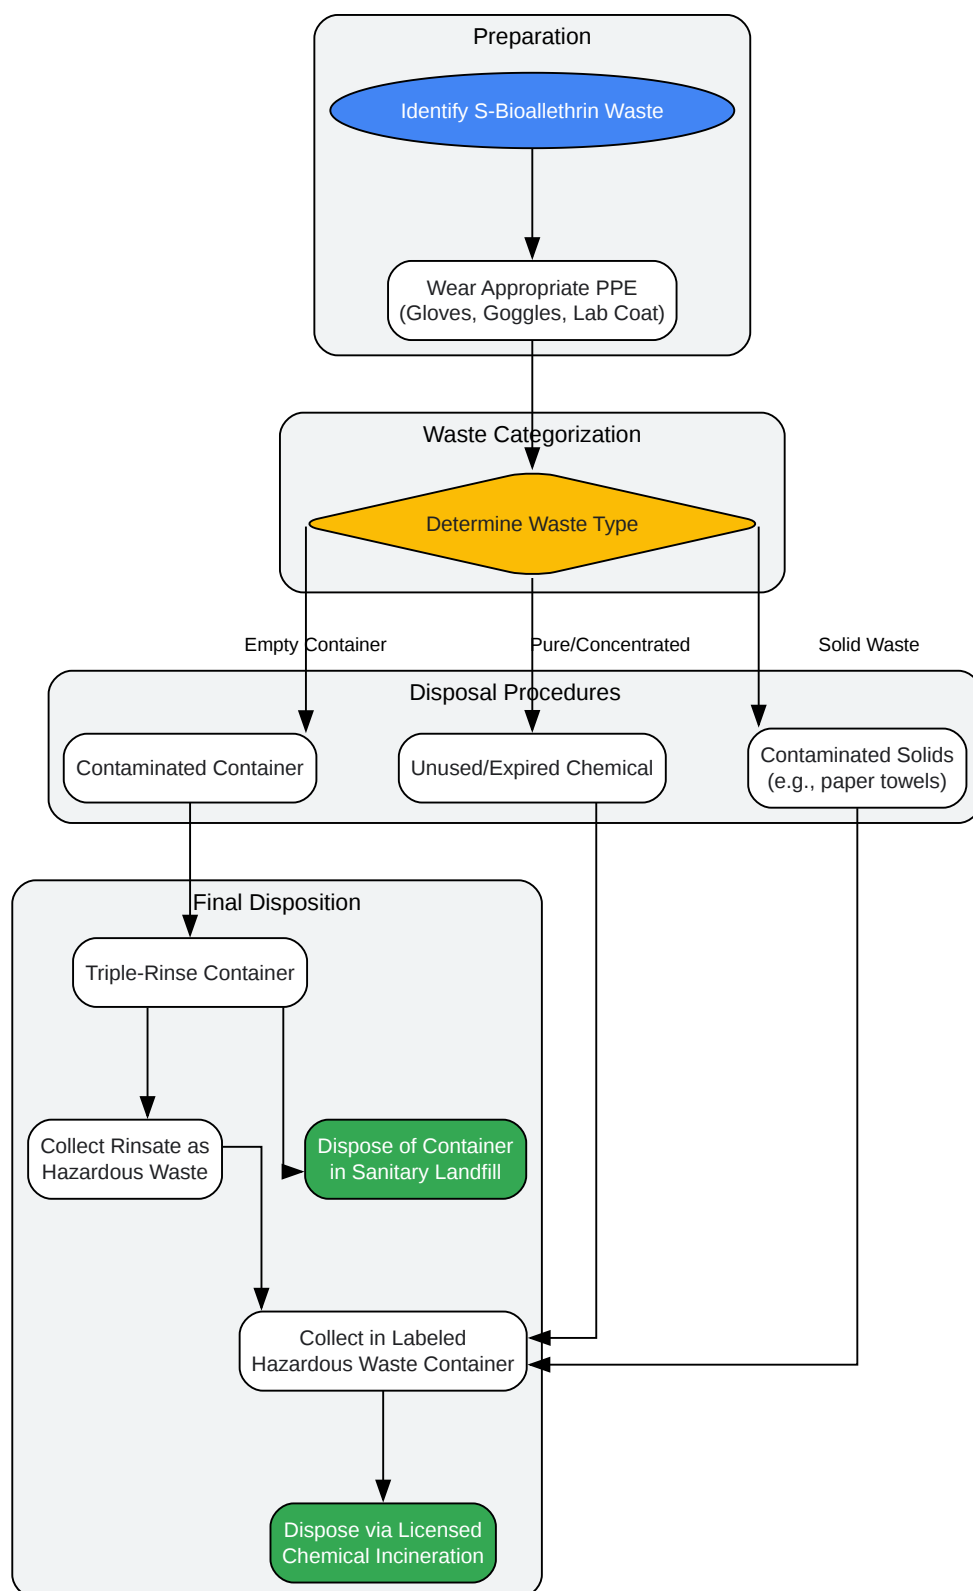 Preparation
Identify S-Bioallethrin Waste
Wear Appropriate PPE
(Gloves, Goggles, Lab Coat)
Waste Categorization
Determine Waste Type
Empty Container
Pure/Concentrated
Solid Waste
Disposal Procedures
Contaminated Container
Unused/Expired Chemical
Contaminated Solids
(e.g., paper towels)
Final Disposition
Triple-Rinse Container
Collect Rinsate as
Hazardous Waste
Dispose of Container
in Sanitary Landfill
Collect in Labeled
Hazardous Waste Container
Dispose via Licensed
Chemical Incineration